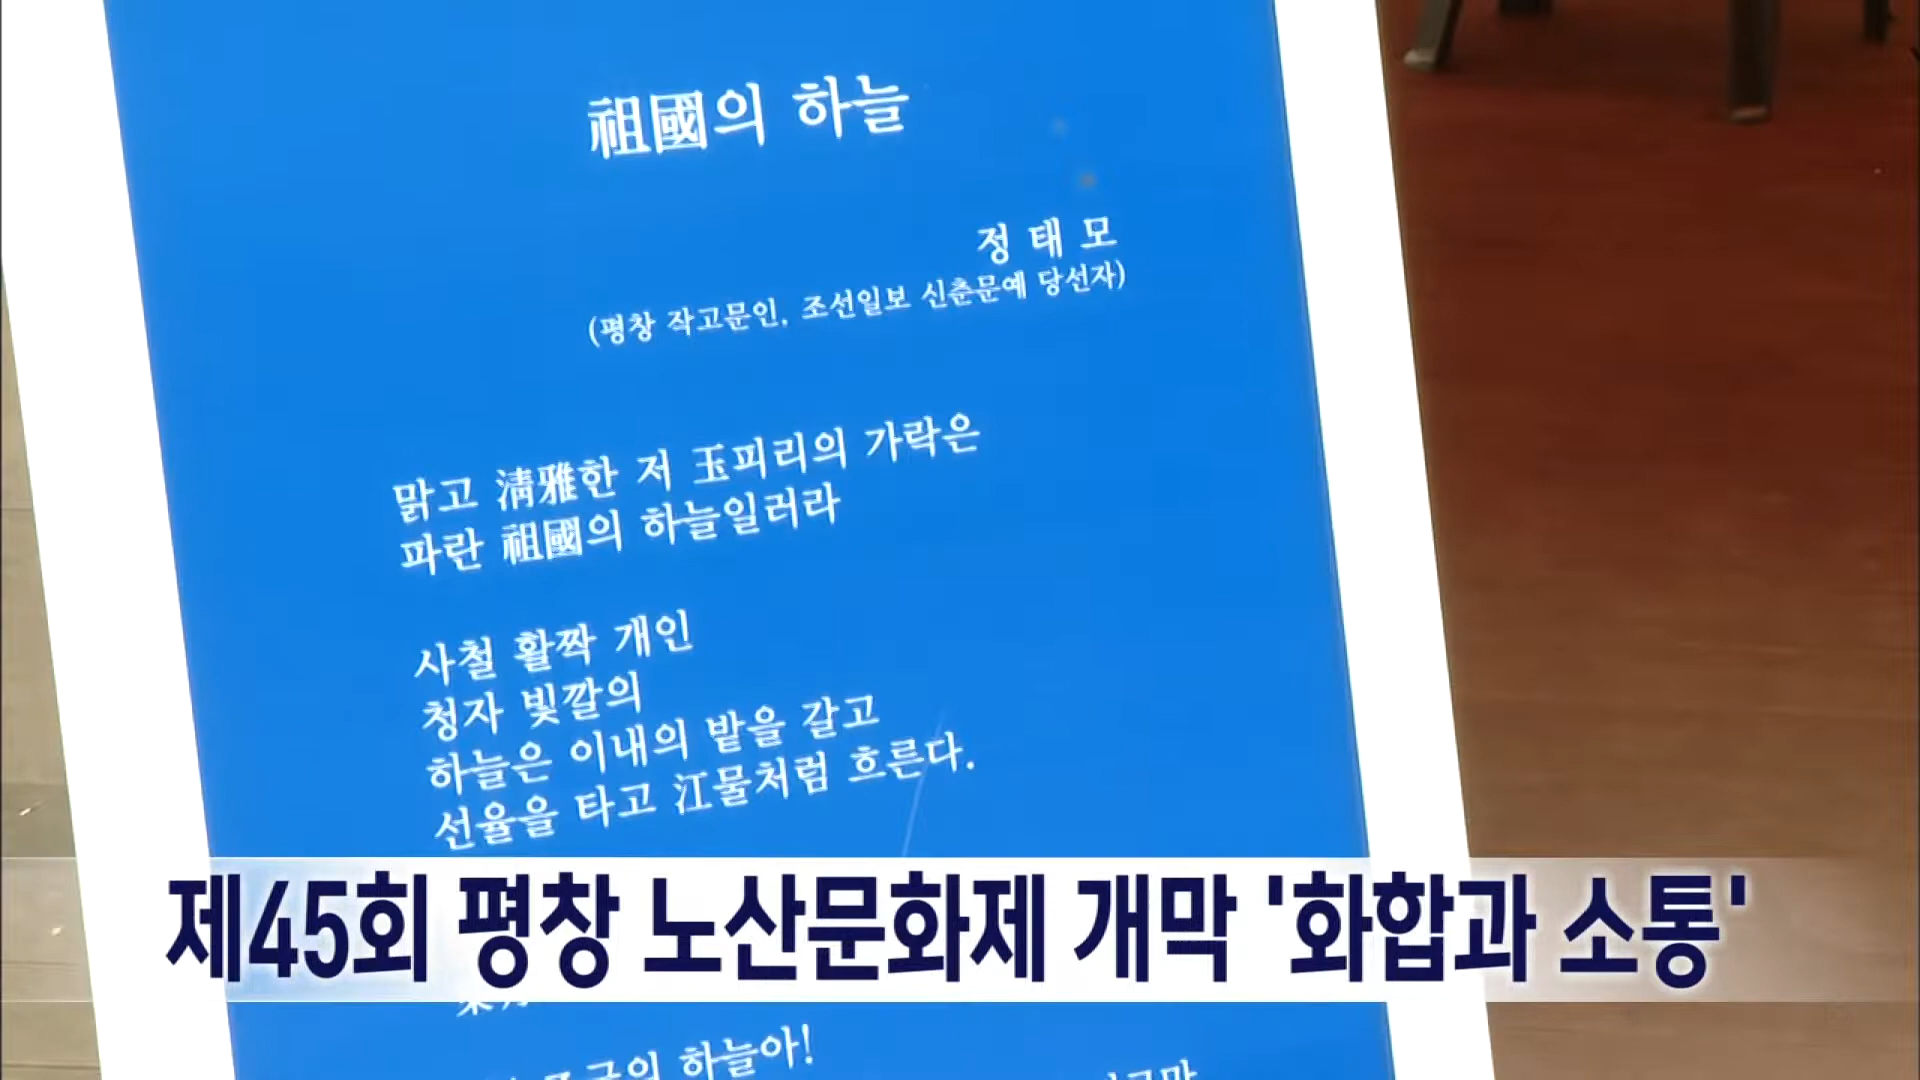 祖國의 하늘
정 태 모
(평창 작고문인, 조선일보 신춘문예 당선자)
맑고 淸雅한 저 玉피리의 가락은
파란 祖國의 하늘일러라
사철 활짝 개인
청자 빛깔의
하늘은 이내의 밭을 갈고
선율을 타고 江물처럼 흐른다.
제45회 평창 노산문화제 개막 '화합과 소통'
하늘아!